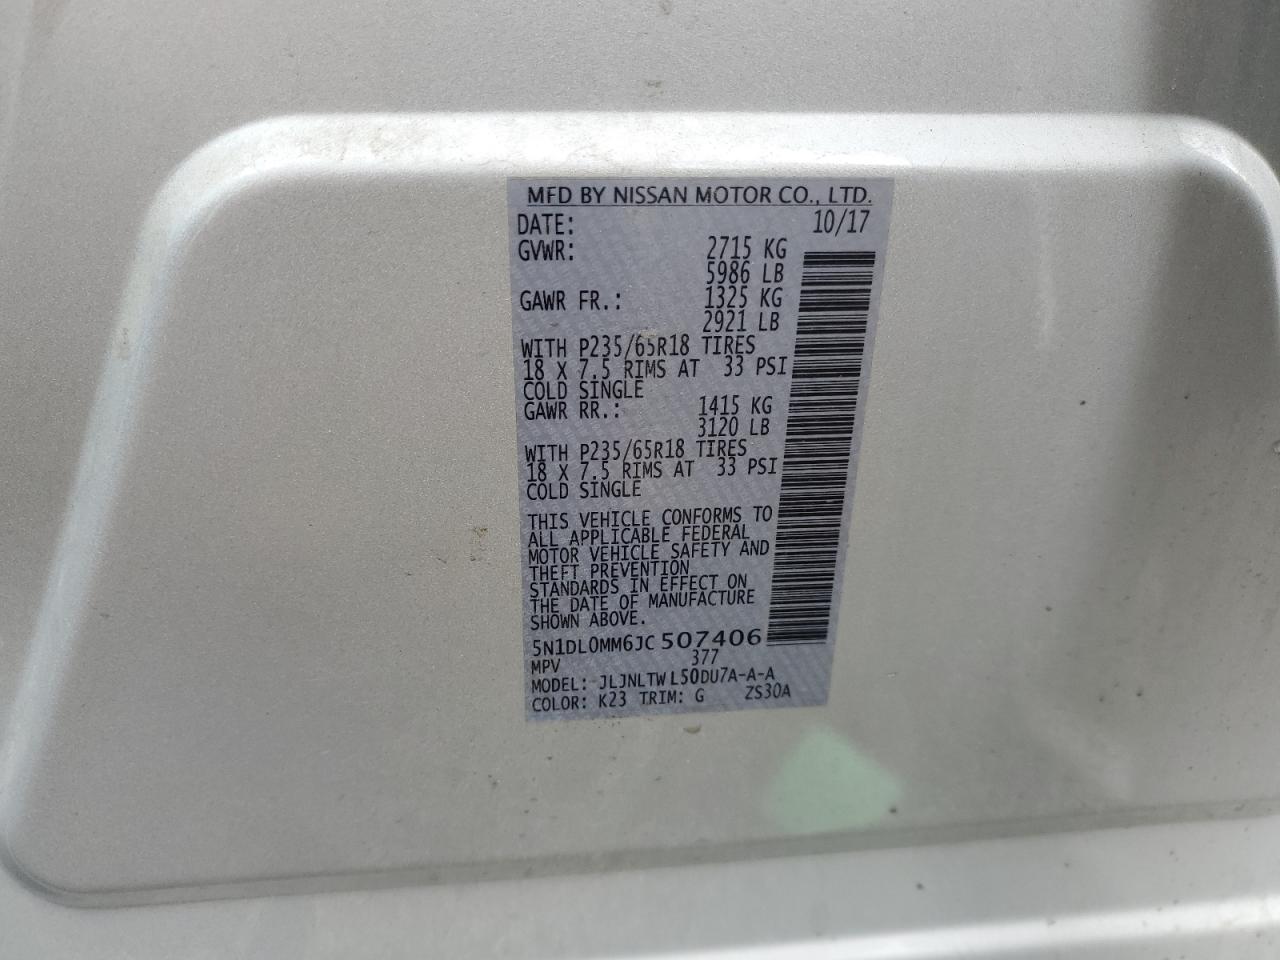 MFD BY NISSAN MOTOR CO., LTD.
DATE: 10/17
GVWR: 2715 KG
5986 LB
GAWR FR.: 1325 KG
2921 LB
WITH P235/65R18 TIRES
18 X 7.5 RIMS AT 33 PSI
COLD SINGLE
GAWR RR.: 1415 KG
3120 LB
WITH P235/65R18 TIRES
18 X 7.5 RIMS AT 33 PSI
COLD SINGLE
THIS VEHICLE CONFORMS TO
ALL APPLICABLE FEDERAL
MOTOR VEHICLE SAFETY AND
THEFT PREVENTION
STANDARDS IN EFFECT ON
THE DATE OF MANUFACTURE
SHOWN ABOVE.
5N1DL0MM6JC 507406
MPV 377
MODEL: JLJNLTW L50DU7A-A-A
COLOR: K23 TRIM: G ZS30A